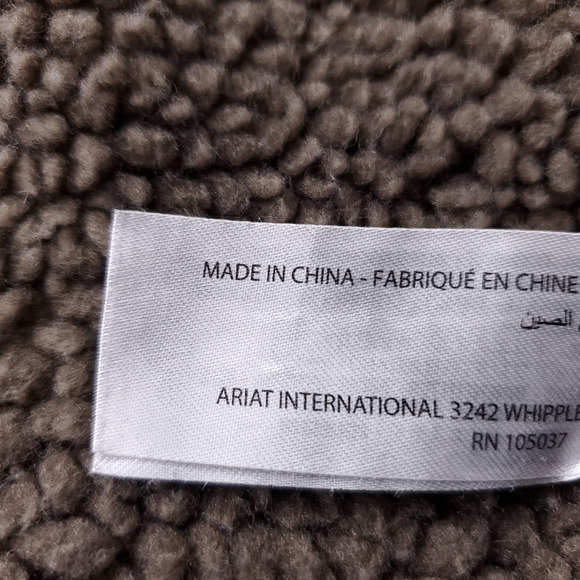 MADE IN CHINA - FABRIQUÉ EN CHINE
الصين
ARIAT INTERNATIONAL 3242 WHIPPLE
RN 105037